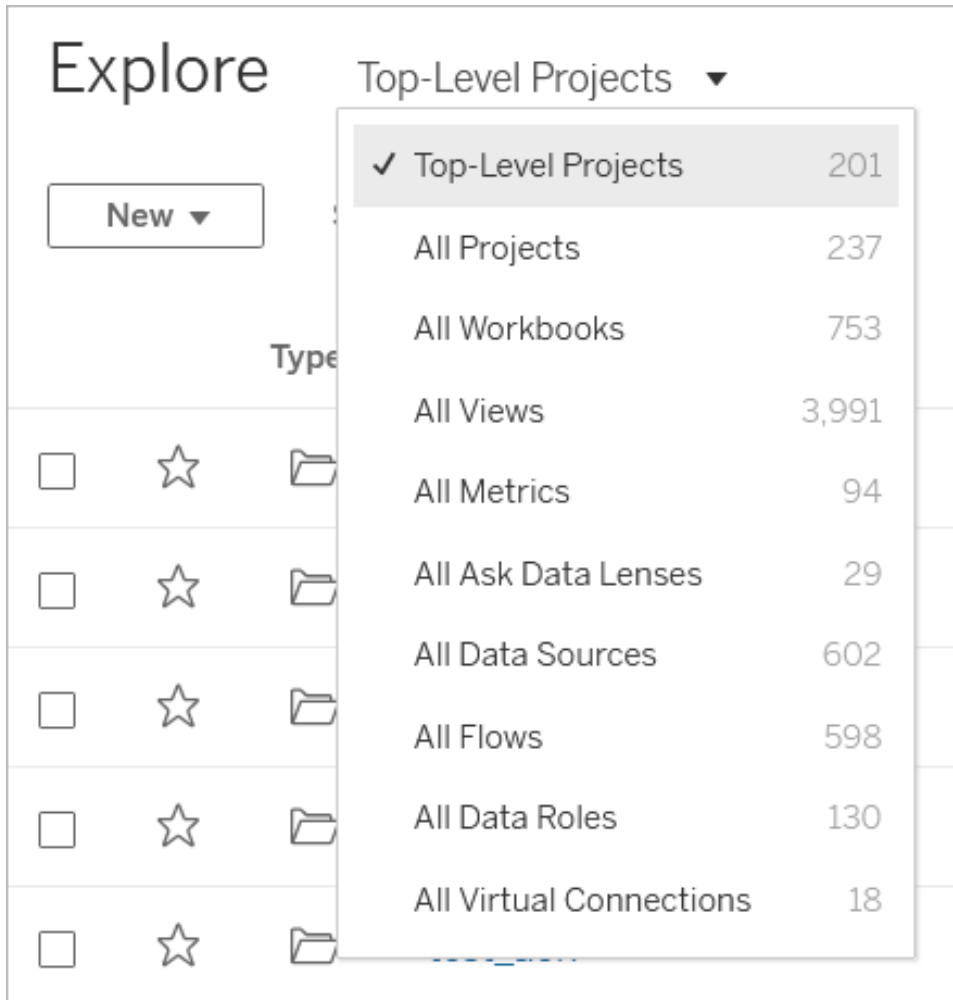 Explore
Top-Level Projects
Top-Level Projects 201
New
All Projects 237
All Workbooks 753
Type
All Views 3,991
All Metrics 94
All Ask Data Lenses 29
All Data Sources 602
All Flows 598
All Data Roles 130
All Virtual Connections 18